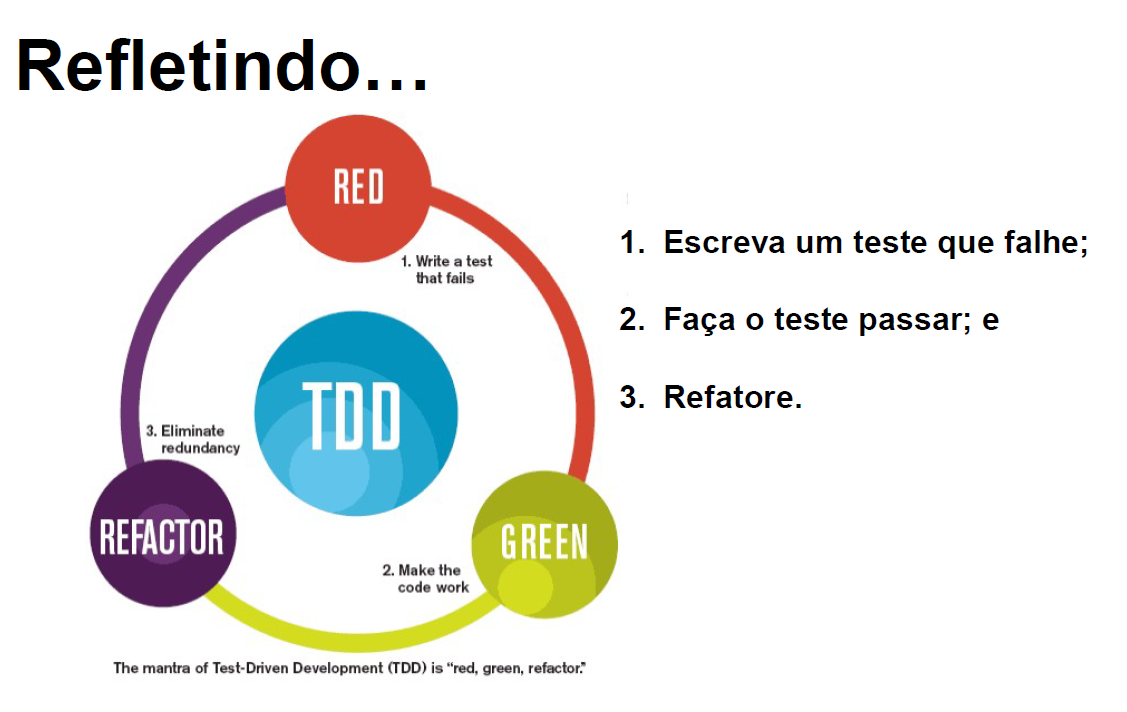 Refletindo…
RED
1. Write a test
that fails
TDD
3. Eliminate
redundancy
REFACTOR
GREEN
2. Make the
code work
The mantra of Test-Driven Development (TDD) is “red, green, refactor.”
1. Escreva um teste que falhe;
2. Faça o teste passar; e
3. Refatore.